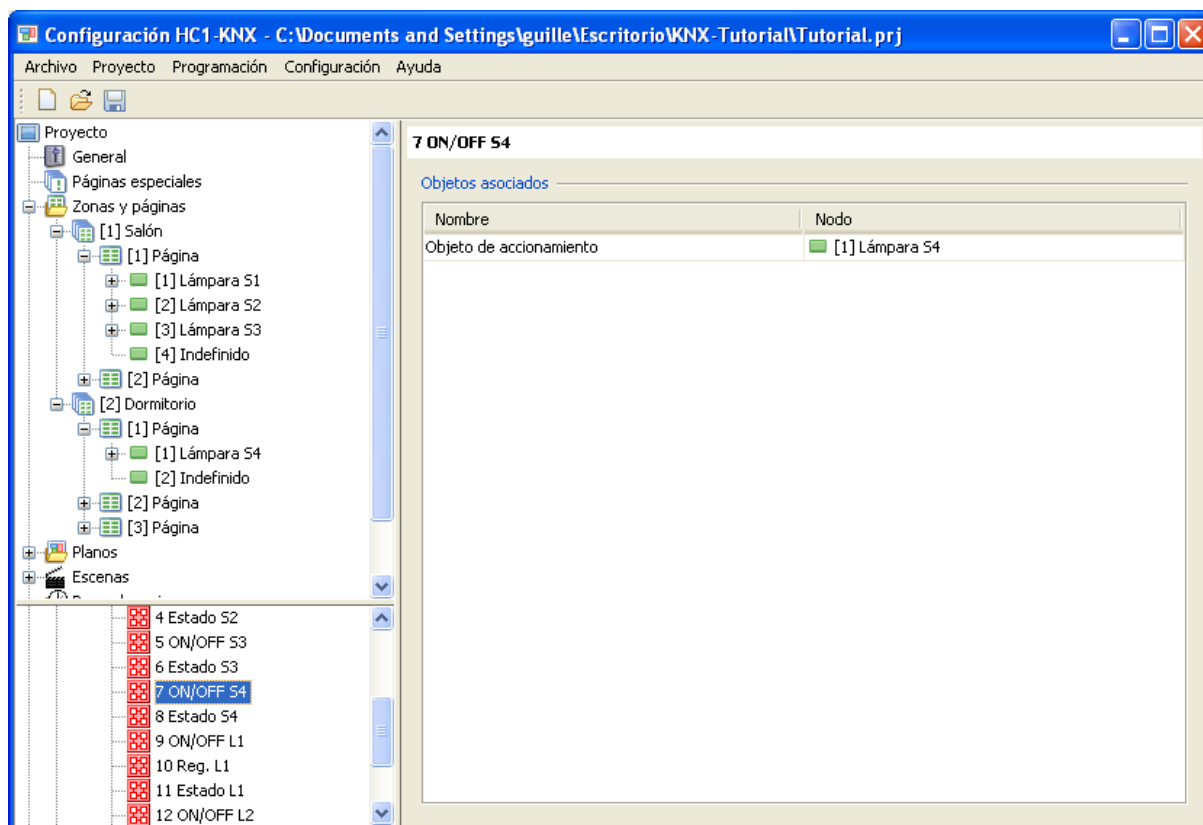 Configuración HC1-KNX - C:\Documents and Settings\guille\Escritorio\KNX-Tutorial\Tutorial.prj
Archivo Proyecto Programación Configuración Ayuda
Proyecto
General
Páginas especiales
Zonas y páginas
[1] Salón
[1] Página
[1] Lámpara S1
[2] Lámpara S2
[3] Lámpara S3
[4] Indefinido
[2] Página
[2] Dormitorio
[1] Página
[1] Lámpara S4
[2] Indefinido
[2] Página
[3] Página
Planos
Escenas
4 Estado S2
5 ON/OFF S3
6 Estado S3
7 ON/OFF S4
8 Estado S4
9 ON/OFF L1
10 Reg. L1
11 Estado L1
12 ON/OFF L2
7 ON/OFF S4
Objetos asociados
Nombre Nodo
Objeto de accionamiento [1] Lámpara S4